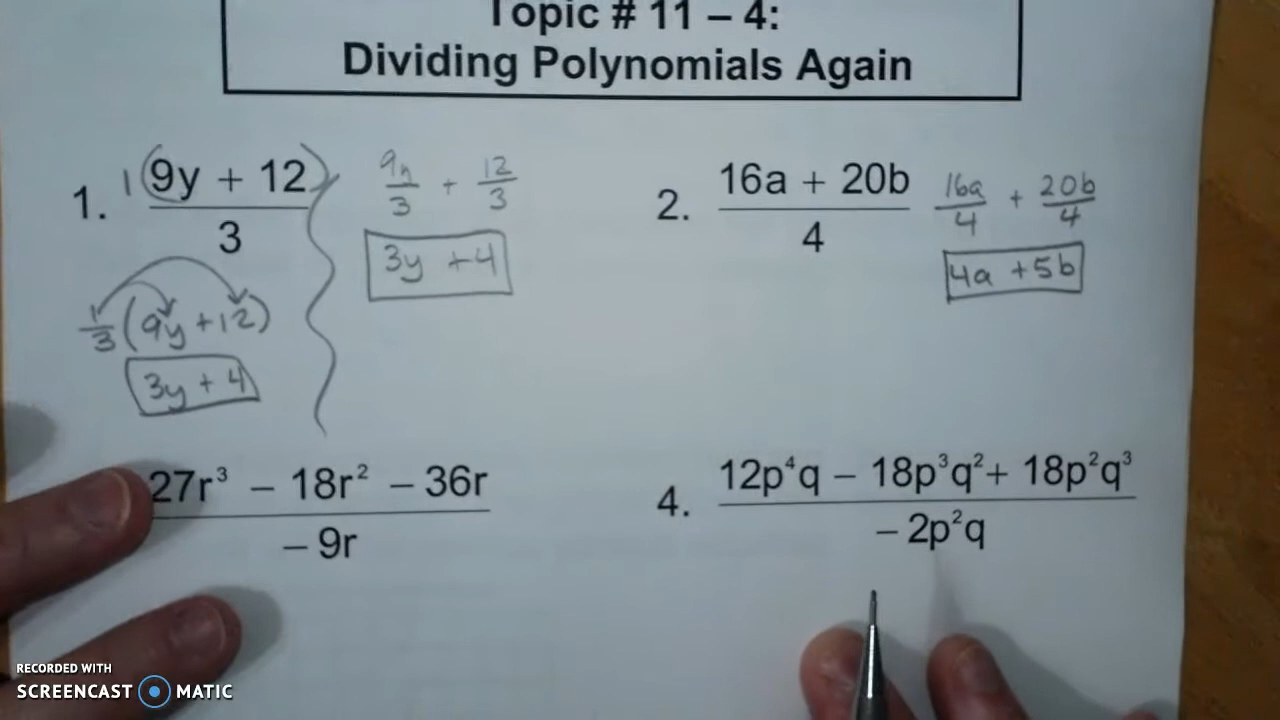 Topic # 11 – 4:
Dividing Polynomials Again
1. 1(9y + 12)
3
9y/3 + 12/3
3y + 4
1/3 (9y + 12)
3y + 4
2. 16a + 20b
4
16a/4 + 20b/4
4a + 5b
27r³ – 18r² – 36r
– 9r
4. 12p⁴q – 18p³q² + 18p²q³
– 2p²q
RECORDED WITH
SCREENCAST MATIC